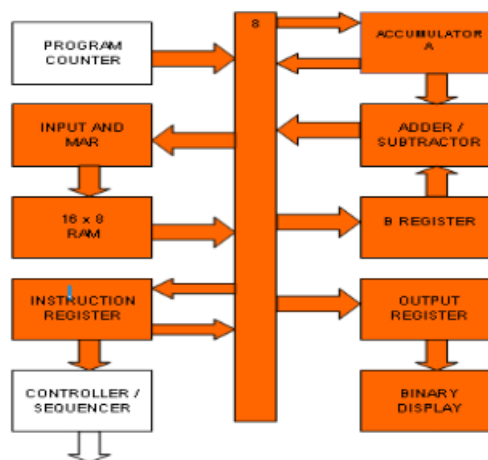 PROGRAM
COUNTER
INPUT AND
MAR
16 x 8
RAM
INSTRUCTION
REGISTER
CONTROLLER /
SEQUENCER
8
ACCUMULATOR
A
ADDER /
SUBTRACTOR
B REGISTER
OUTPUT
REGISTER
BINARY
DISPLAY